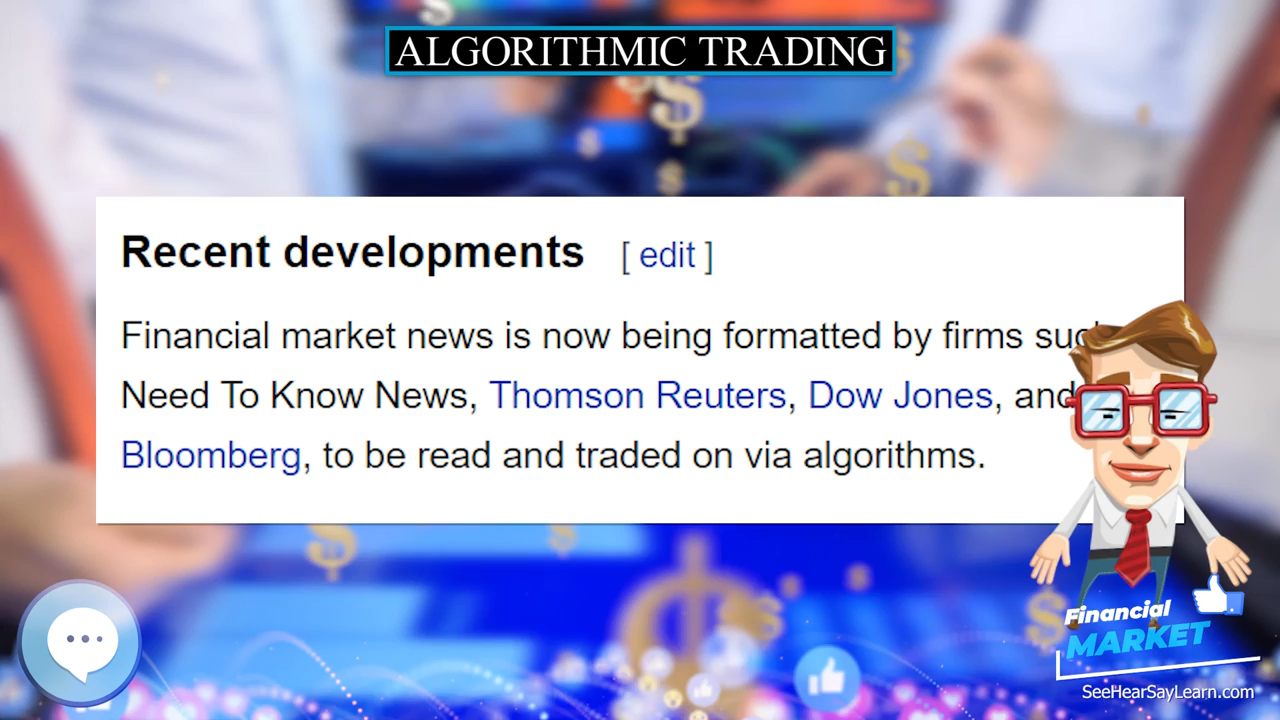 ALGORITHMIC TRADING
Recent developments [ edit ]
Financial market news is now being formatted by firms
Need To Know News, Thomson Reuters, Dow Jones, and
Bloomberg, to be read and traded on via algorithms.
Financial
MARKET
SeeHearSayLearn.com